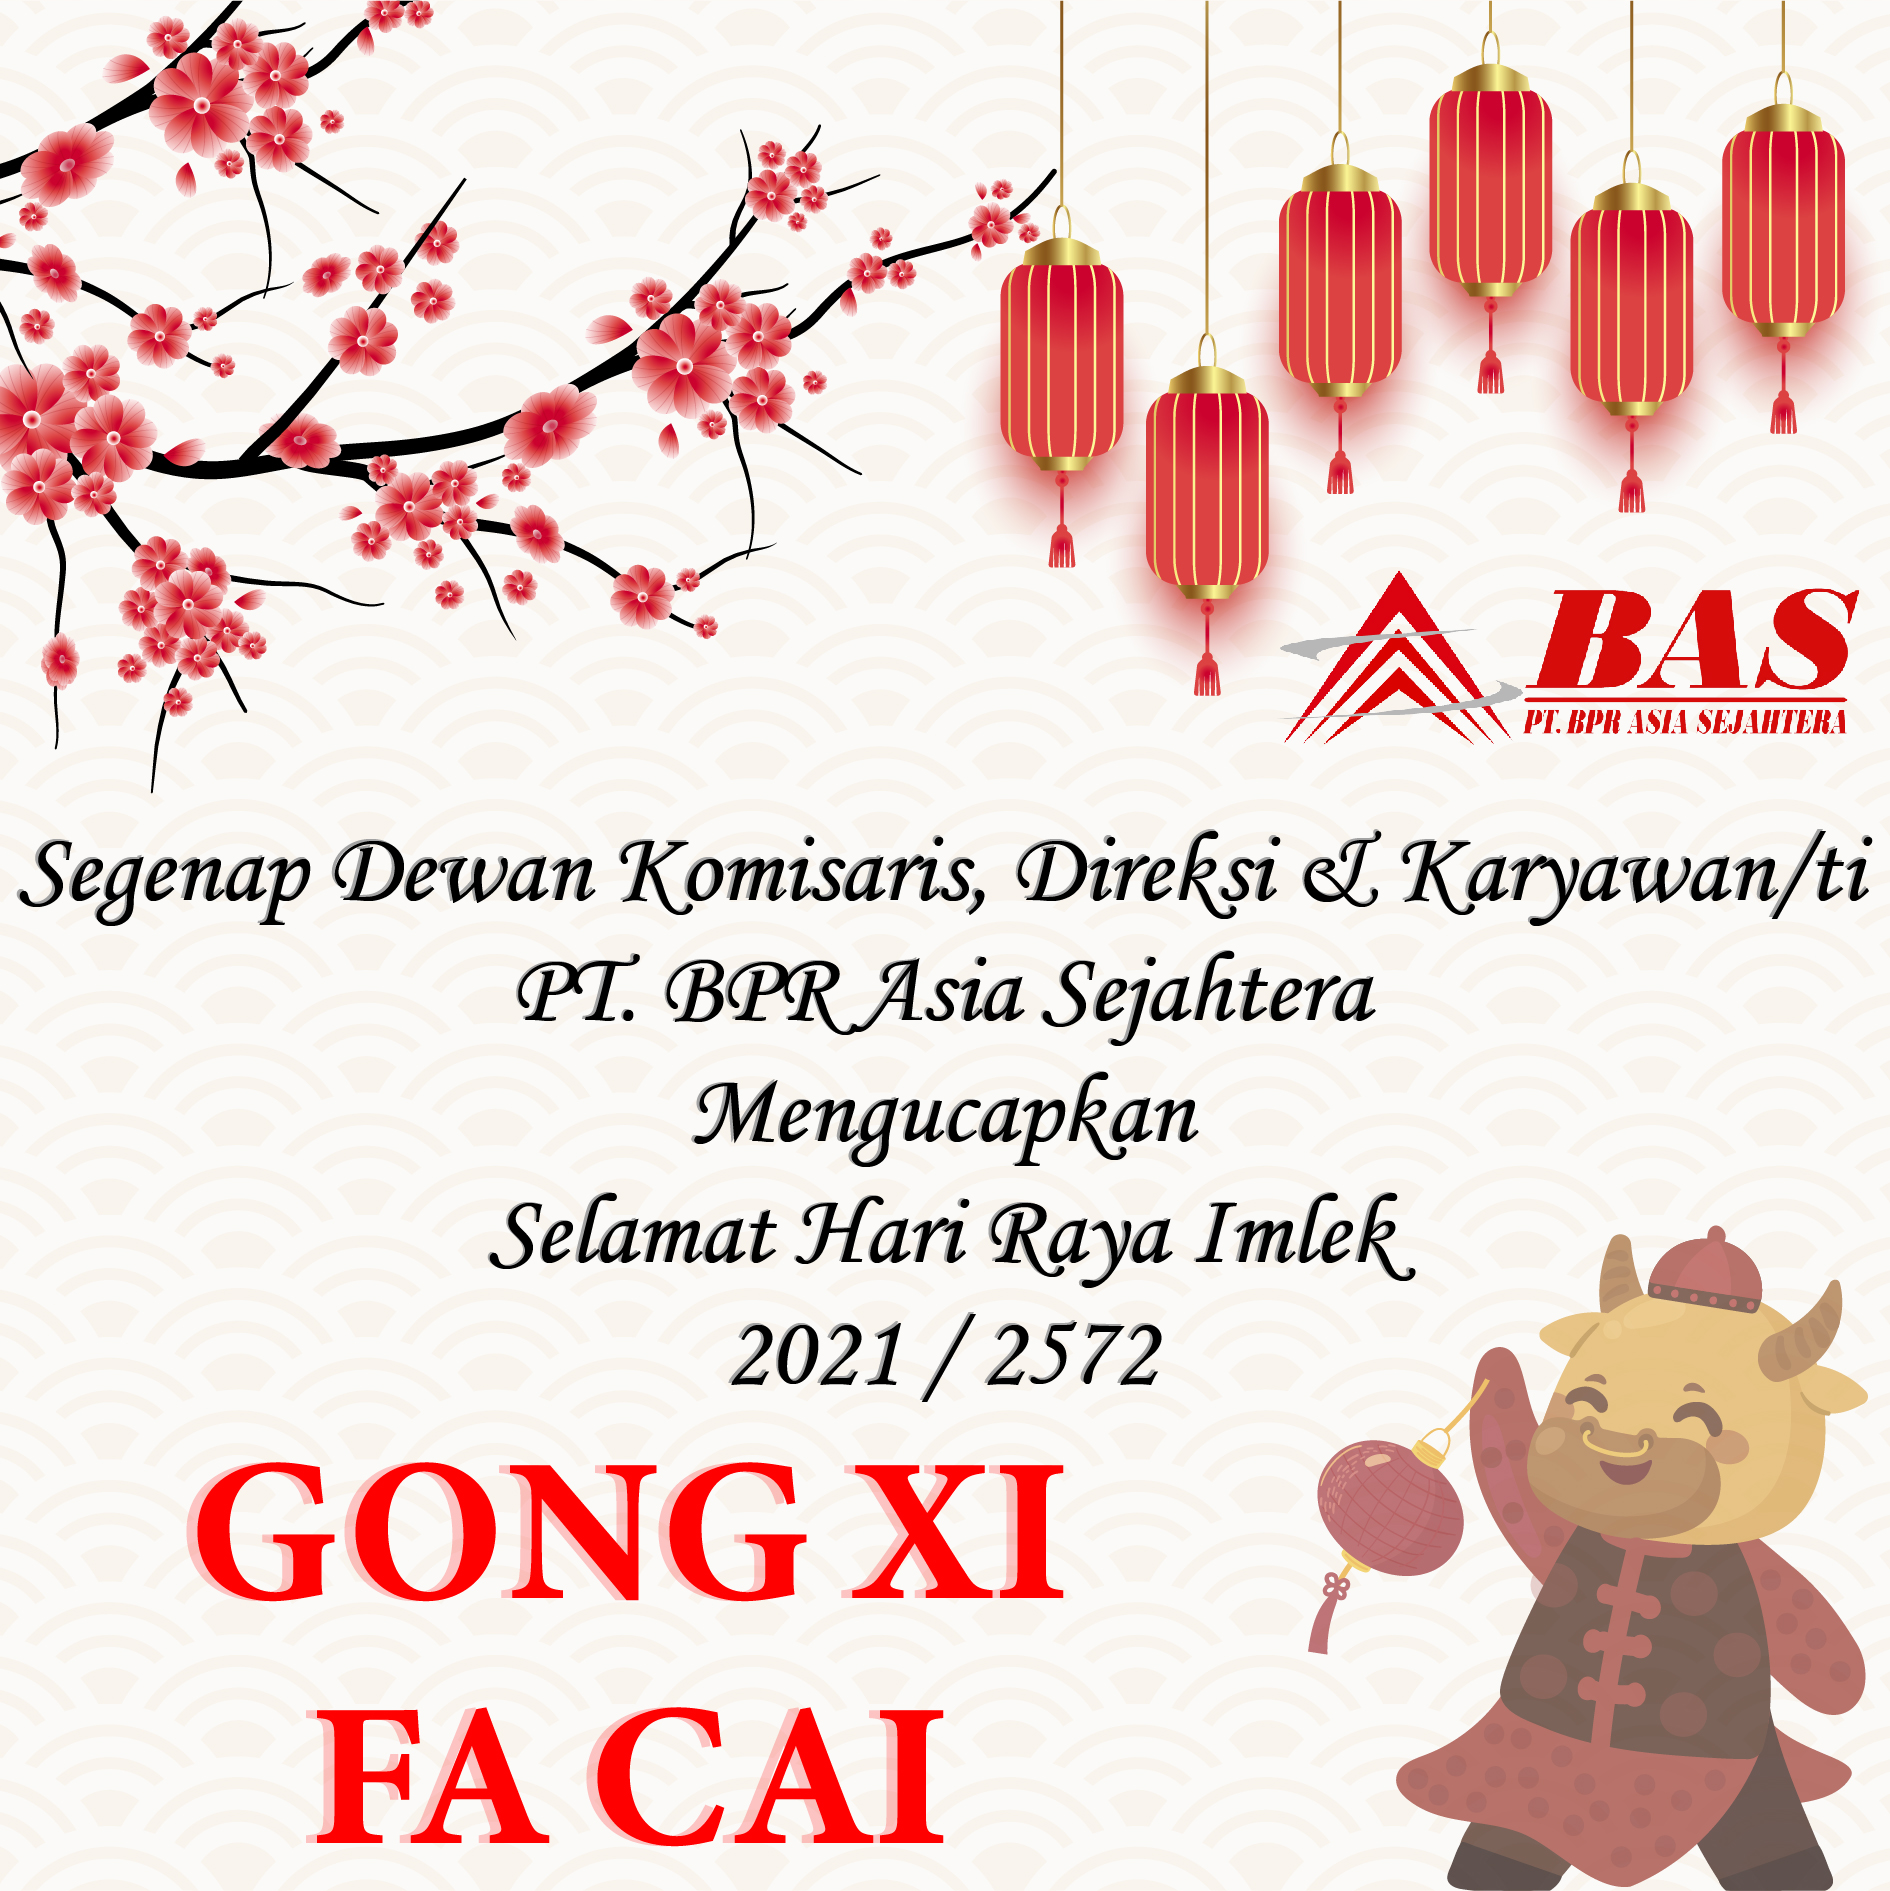 BAS
PT. BPR ASIA SEJAHTERA
Segenap Dewan Komisaris, Direksi & Karyawan/ti
PT. BPR Asia Sejahtera
Mengucapkan
Selamat Hari Raya Imlek
2021 / 2572
GONG XI
FA CAI